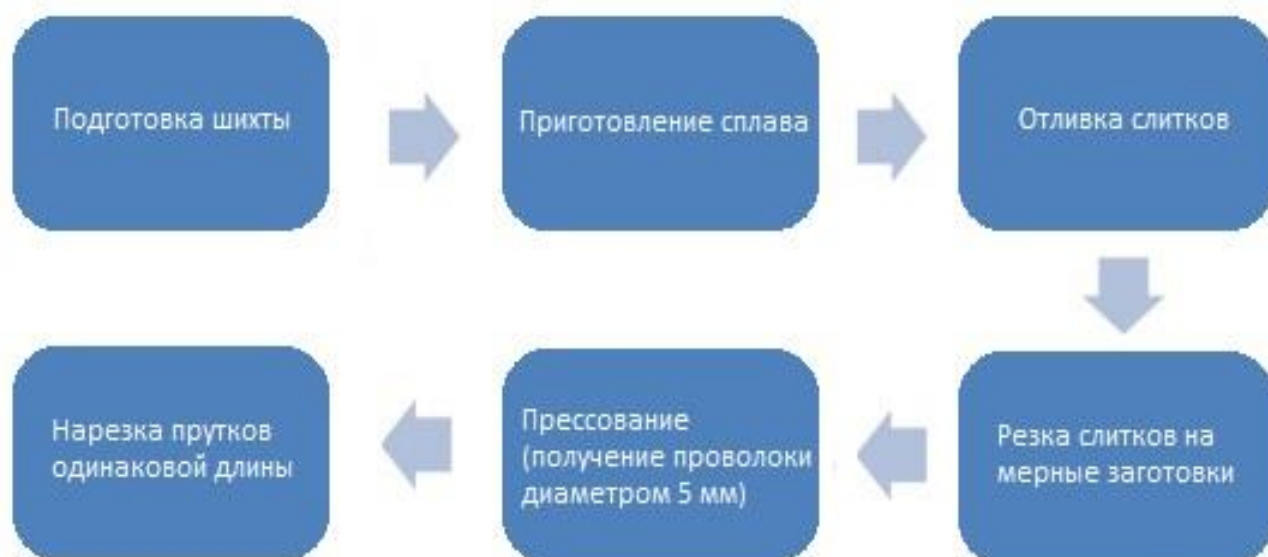 Подготовка шихты
Приготовление сплава
Отливка слитков
Резка слитков на
мерные заготовки
Прессование
(получение проволоки
диаметром 5 мм)
Нарезка прутков
одинаковой длины